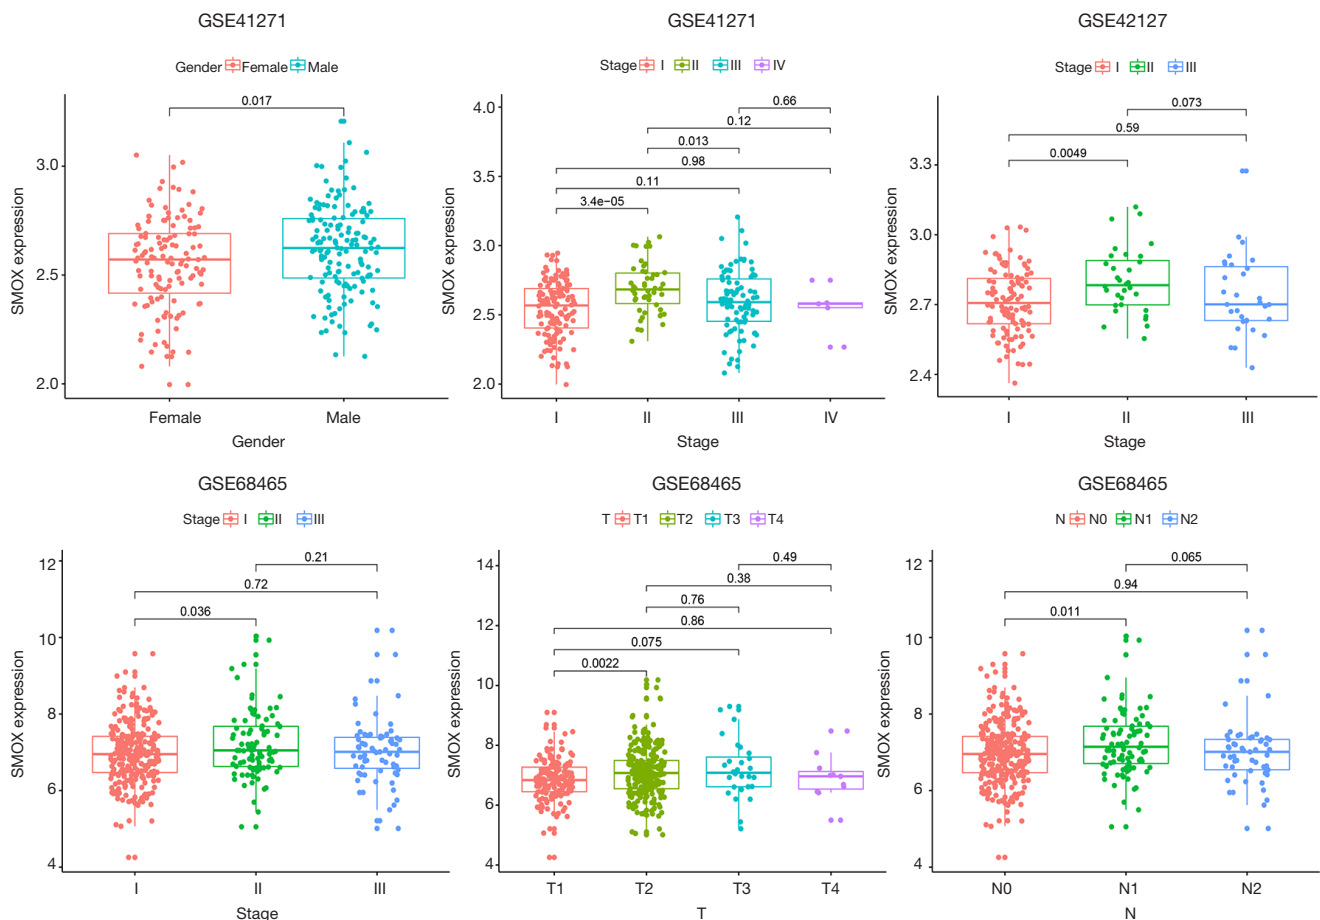 GSE41271
Gender Female Male
0.017
SMOX expression
3.0
2.5
2.0
Female Male
Gender
GSE41271
Stage I II III IV
0.66
0.12
0.013
0.98
0.11
3.4e−05
SMOX expression
4.0
3.5
3.0
2.5
2.0
I II III IV
Stage
GSE42127
Stage I II III
0.073
0.59
0.0049
SMOX expression
3.3
3.0
2.7
2.4
I II III
Stage
GSE68465
Stage I II III
0.21
0.72
0.036
SMOX expression
12
10
8
6
4
I II III
Stage
GSE68465
T T1 T2 T3 T4
0.49
0.38
0.76
0.86
0.075
0.0022
SMOX expression
14
12
10
8
6
4
T1 T2 T3 T4
T
GSE68465
N N0 N1 N2
0.065
0.94
0.011
SMOX expression
12
10
8
6
4
N0 N1 N2
N